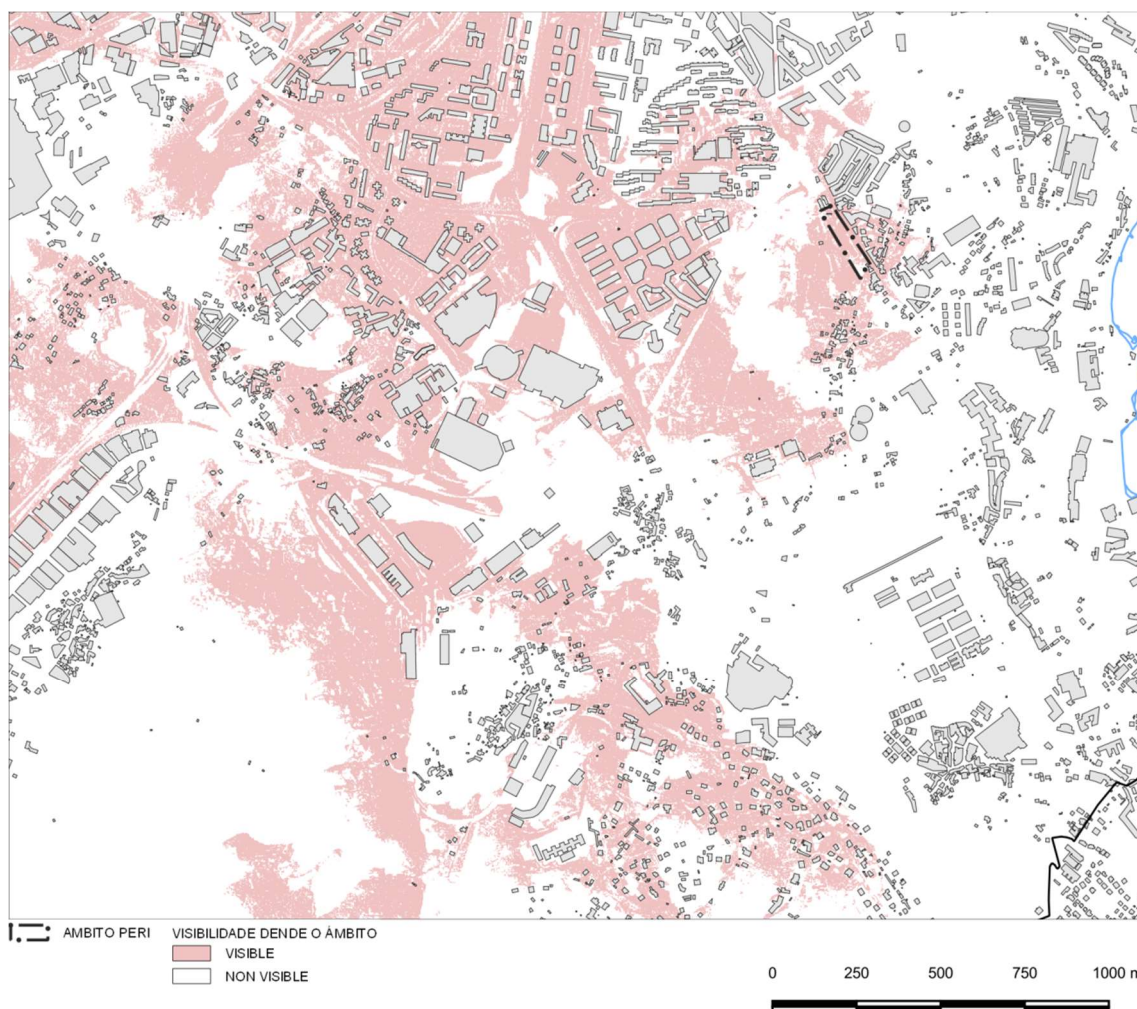 AMBITO PERI
VISIBILIDADE DENDE O ÁMBITO
VISIBLE
NON VISIBLE
0 250 500 750 1000 m